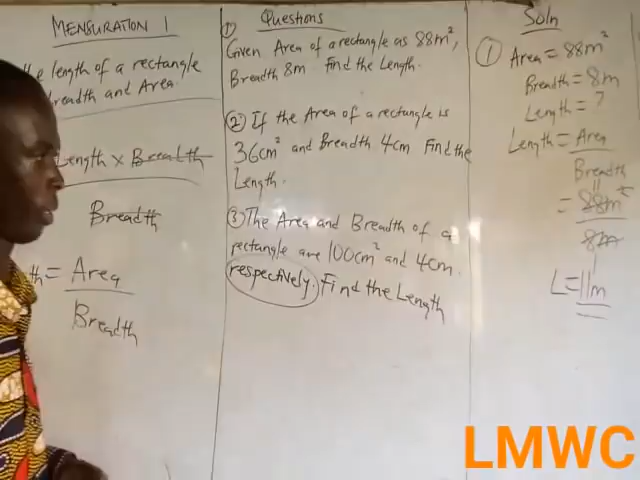 MENSURATION 1
the length of a rectangle
breadth and Area.
Length x Breadth
Breadth
th = Area
Breadth
Questions
① Given Area of a rectangle as 88m²,
Breadth 8m. Find the Length.
② If the Area of a rectangle is
36cm² and Breadth 4cm Find the
Length.
③ The Area and Breadth of a
rectangle are 100cm² and 4cm.
respectively. Find the Length
Soln
① Area = 88m²
Breadth = 8m
Length = ?
Length = Area
Breadth
11
= 88m²
8m
L = 11m
LMWC